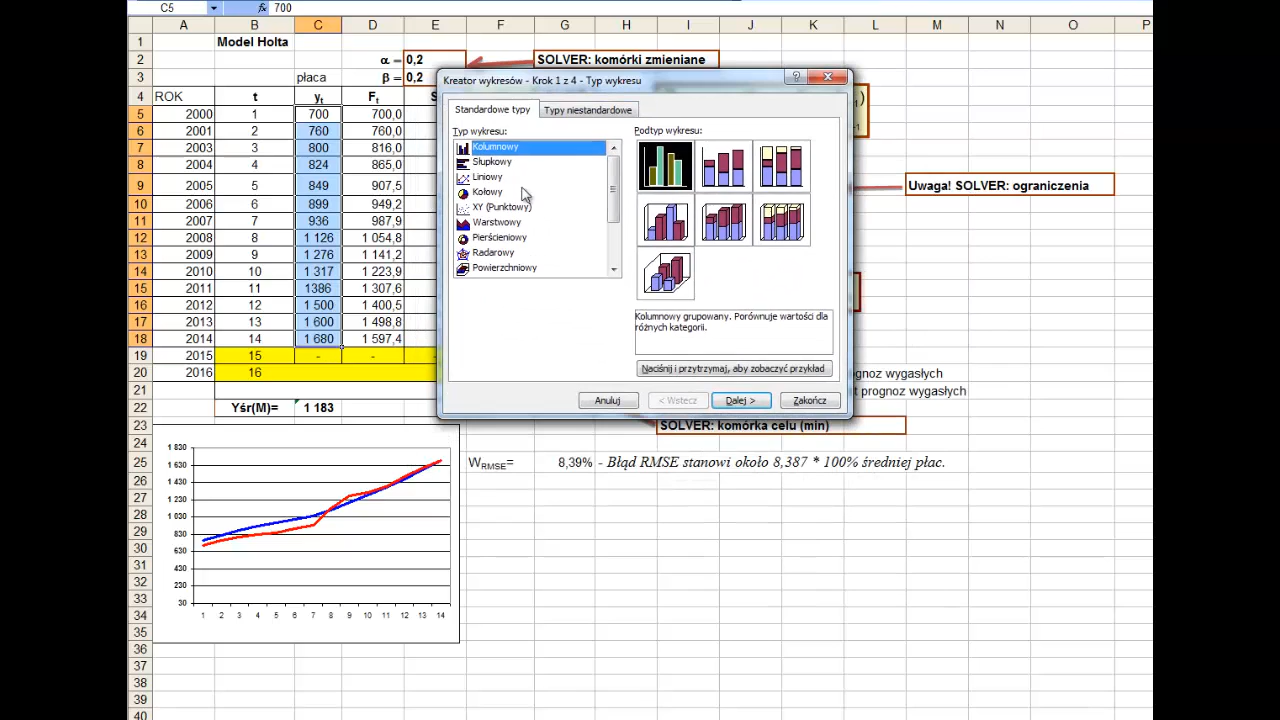 C5 fx 700
A B C D E F G H I J K L M N O P
1 Model Holta
2 α = 0,2 SOLVER: komórki zmieniane
3 płaca β = 0,2
4 ROK t yt Ft S )
5 2000 1 700 700,0
6 2001 2 760 760,0 -1
7 2003 3 800 816,0
8 2004 4 824 865,0
9 2005 5 849 907,5 Uwaga! SOLVER: ograniczenia
10 2006 6 899 949,2
11 2007 7 936 987,9
12 2008 8 1 126 1 054,8
13 2009 9 1 276 1 141,2
14 2010 10 1 317 1 223,9
15 2011 11 1386 1 307,6
16 2012 12 1 500 1 400,5
17 2013 13 1 600 1 498,8
18 2014 14 1 680 1 597,4
19 2015 15 - - -
20 2016 16 ognoz wygasłych
21 t prognoz wygasłych
22 Yśr(M)= 1 183
23 SOLVER: komórka celu (min)
24
25 WRMSE= 8,39% - Błąd RMSE stanowi około 8,387 * 100% średniej płac.
26
27
28
29
30
31
32
33
34
35
36
37
38
39
40
Kreator wykresów - Krok 1 z 4 - Typ wykresu
Standardowe typy Typy niestandardowe
Typ wykresu: Podtyp wykresu:
Kolumnowy
Słupkowy
Liniowy
Kołowy
XY (Punktowy)
Warstwowy
Pierścieniowy
Radarowy
Powierzchniowy
Kolumnowy grupowany. Porównuje wartości dla
różnych kategorii.
Naciśnij i przytrzymaj, aby zobaczyć przykład
Anuluj < Wstecz Dalej > Zakończ
1 830
1 630
1 430
1 230
1 030
830
630
430
230
30
1 2 3 4 5 6 7 8 9 10 11 12 13 14